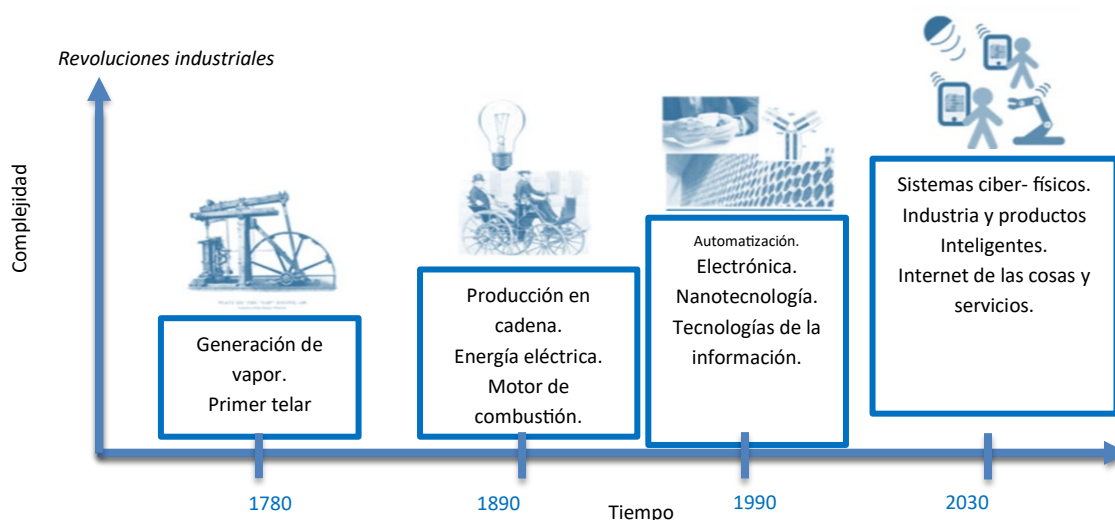 Revoluciones industriales
Complejidad
Generación de
vapor.
Primer telar
Producción en
cadena.
Energía eléctrica.
Motor de
combustión.
Automatización.
Electrónica.
Nanotecnología.
Tecnologías de la
información.
Sistemas ciber- físicos.
Industria y productos
Inteligentes.
Internet de las cosas y
servicios.
1780
1890
1990
2030
Tiempo